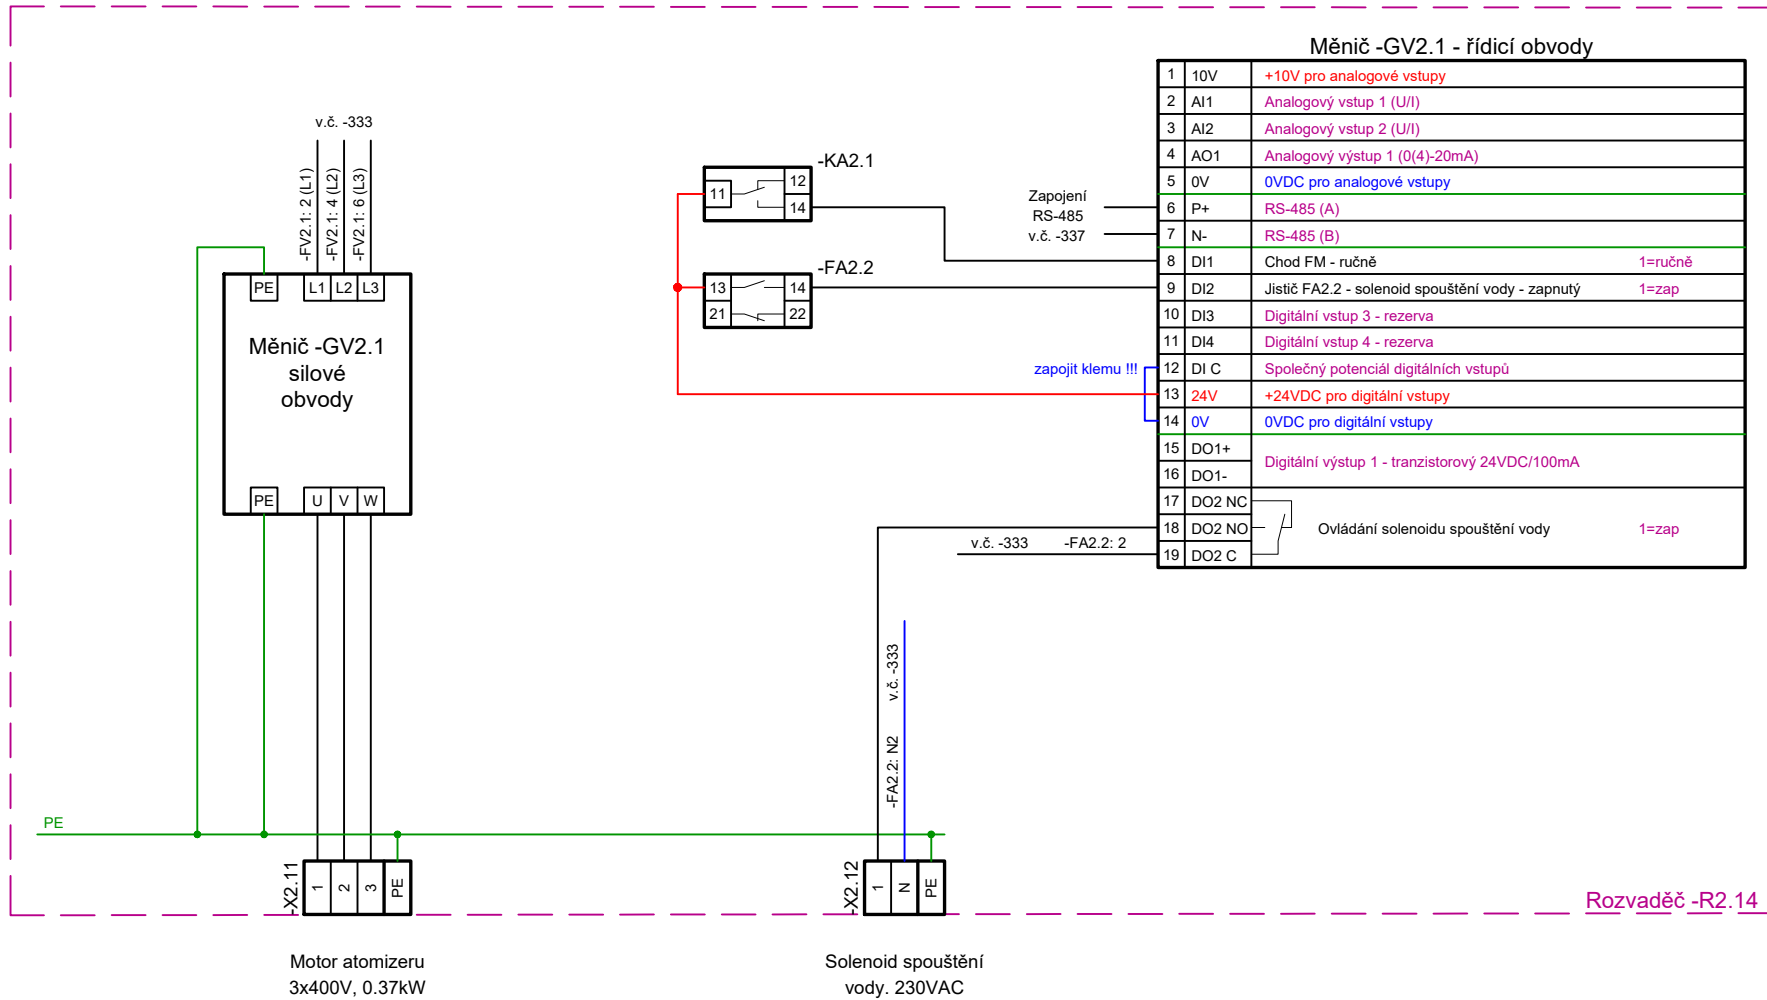 Měnič -GV2.1 - řídicí obvody
1 10V +10V pro analogové vstupy
2 AI1 Analogový vstup 1 (U/I)
3 AI2 Analogový vstup 2 (U/I)
4 AO1 Analogový výstup 1 (0(4)-20mA)
5 0V 0VDC pro analogové vstupy
6 P+ RS-485 (A)
7 N- RS-485 (B)
8 DI1 Chod FM - ručně 1=ručně
9 DI2 Jistič FA2.2 - solenoid spouštění vody - zapnutý 1=zap
10 DI3 Digitální vstup 3 - rezerva
11 DI4 Digitální vstup 4 - rezerva
12 DI C Společný potenciál digitálních vstupů
13 24V +24VDC pro digitální vstupy
14 0V 0VDC pro digitální vstupy
15 DO1+
Digitální výstup 1 - tranzistorový 24VDC/100mA
16 DO1-
17 DO2 NC
18 DO2 NO Ovládání solenoidu spouštění vody 1=zap
19 DO2 C
v.č. -333
-FV2.1: 2 (L1)
-FV2.1: 4 (L2)
-FV2.1: 6 (L3)
PE L1 L2 L3
Měnič -GV2.1
silové
obvody
PE U V W
-KA2.1
11 12
14
-FA2.2
13 14
21 22
Zapojení
RS-485
v.č. -337
zapojit klemu !!!
v.č. -333 -FA2.2: 2
-FA2.2: N2 v.č. -333
PE
-X2.11
1 2 3 PE
-X2.12
1 N PE
Rozvaděč -R2.14
Motor atomizeru
3x400V, 0.37kW
Solenoid spouštění
vody. 230VAC